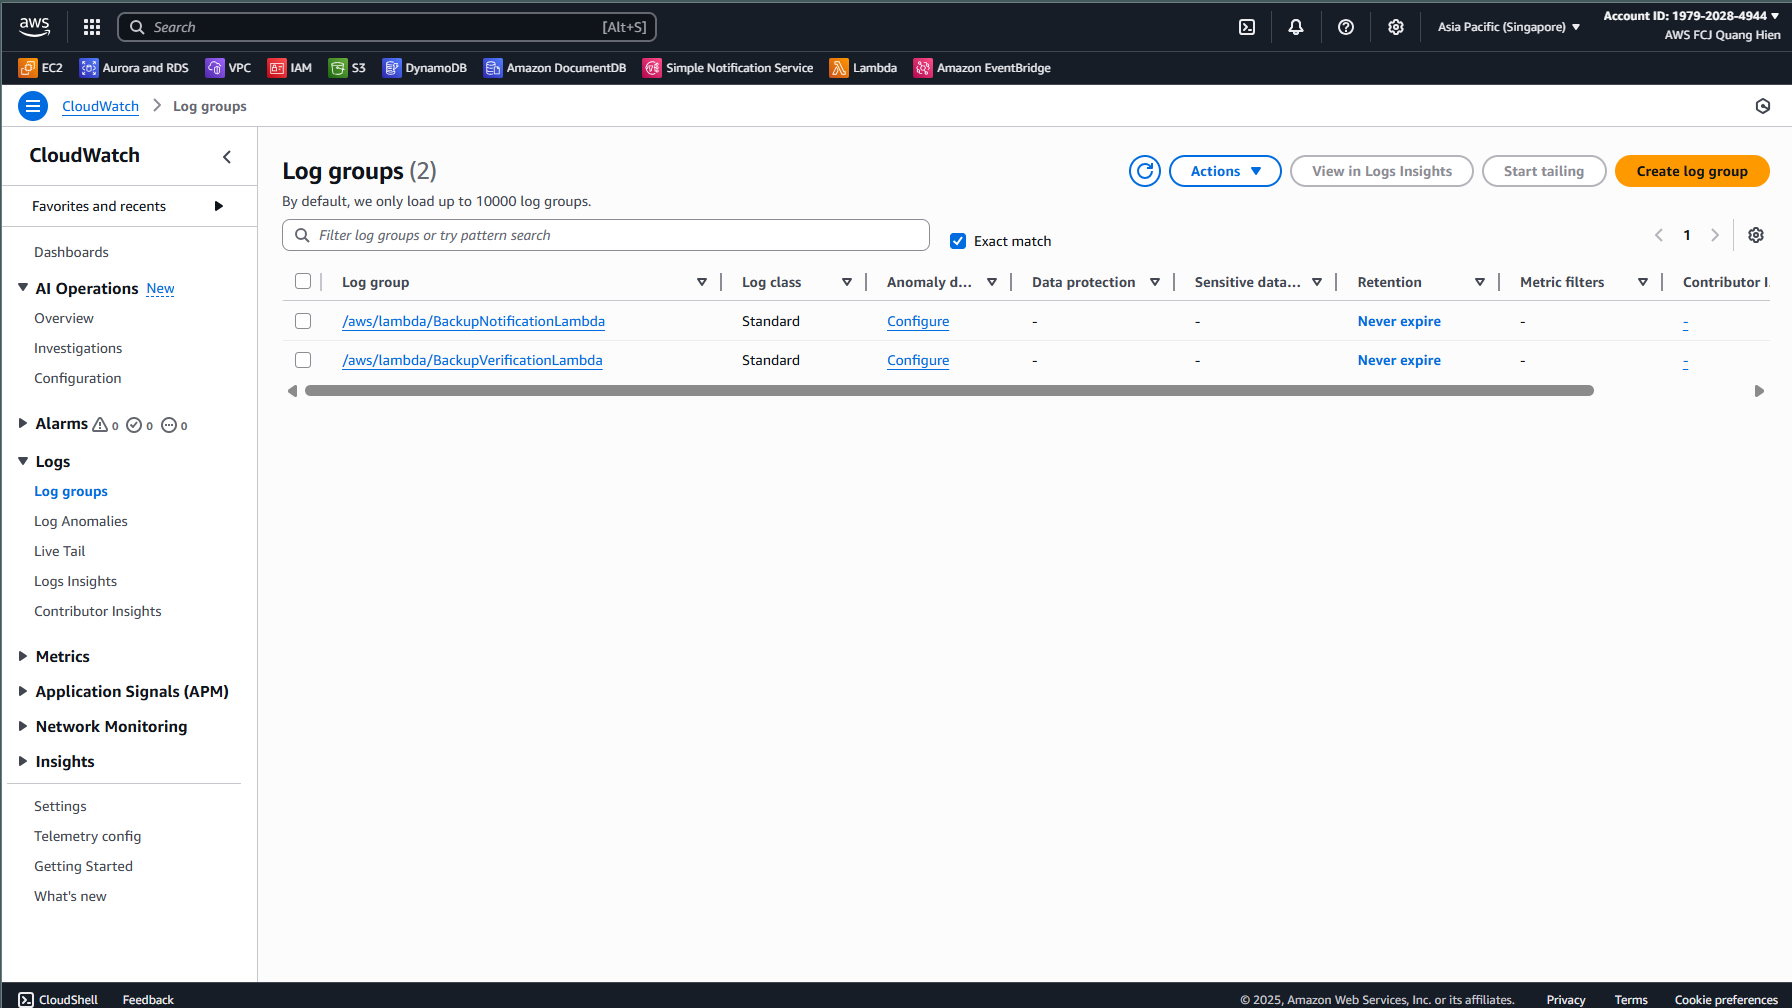 aws
Search [Alt+S]
Asia Pacific (Singapore)
Account ID: 1979-2028-4944
AWS FCJ Quang Hien
EC2 Aurora and RDS VPC IAM S3 DynamoDB Amazon DocumentDB Simple Notification Service Lambda Amazon EventBridge
CloudWatch Log groups
CloudWatch
Favorites and recents
Dashboards
AI Operations New
Overview
Investigations
Configuration
Alarms 0 0 0
Logs
Log groups
Log Anomalies
Live Tail
Logs Insights
Contributor Insights
Metrics
Application Signals (APM)
Network Monitoring
Insights
Settings
Telemetry config
Getting Started
What's new
Log groups (2)
Actions View in Logs Insights Start tailing Create log group
By default, we only load up to 10000 log groups.
Filter log groups or try pattern search
Exact match
1
Log group Log class Anomaly d... Data protection Sensitive data... Retention Metric filters Contributor I.
/aws/lambda/BackupNotificationLambda Standard Configure - - Never expire - -
/aws/lambda/BackupVerificationLambda Standard Configure - - Never expire - -
CloudShell Feedback © 2025, Amazon Web Services, Inc. or its affiliates. Privacy Terms Cookie preferences